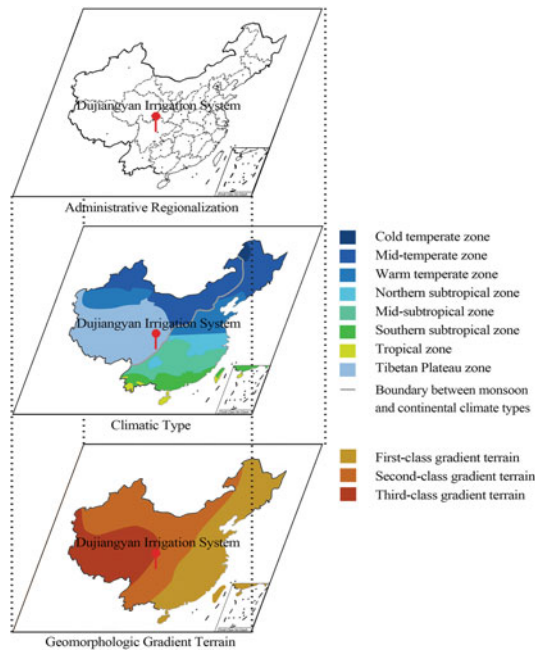 Dujiangyan Irrigation System
Administrative Regionalization
Cold temperate zone
Mid-temperate zone
Warm temperate zone
Northern subtropical zone
Mid-subtropical zone
Southern subtropical zone
Tropical zone
Tibetan Plateau zone
Boundary between monsoon
and continental climate types
Dujiangyan Irrigation System
Climatic Type
First-class gradient terrain
Second-class gradient terrain
Third-class gradient terrain
Dujiangyan Irrigation System
Geomorphologic Gradient Terrain